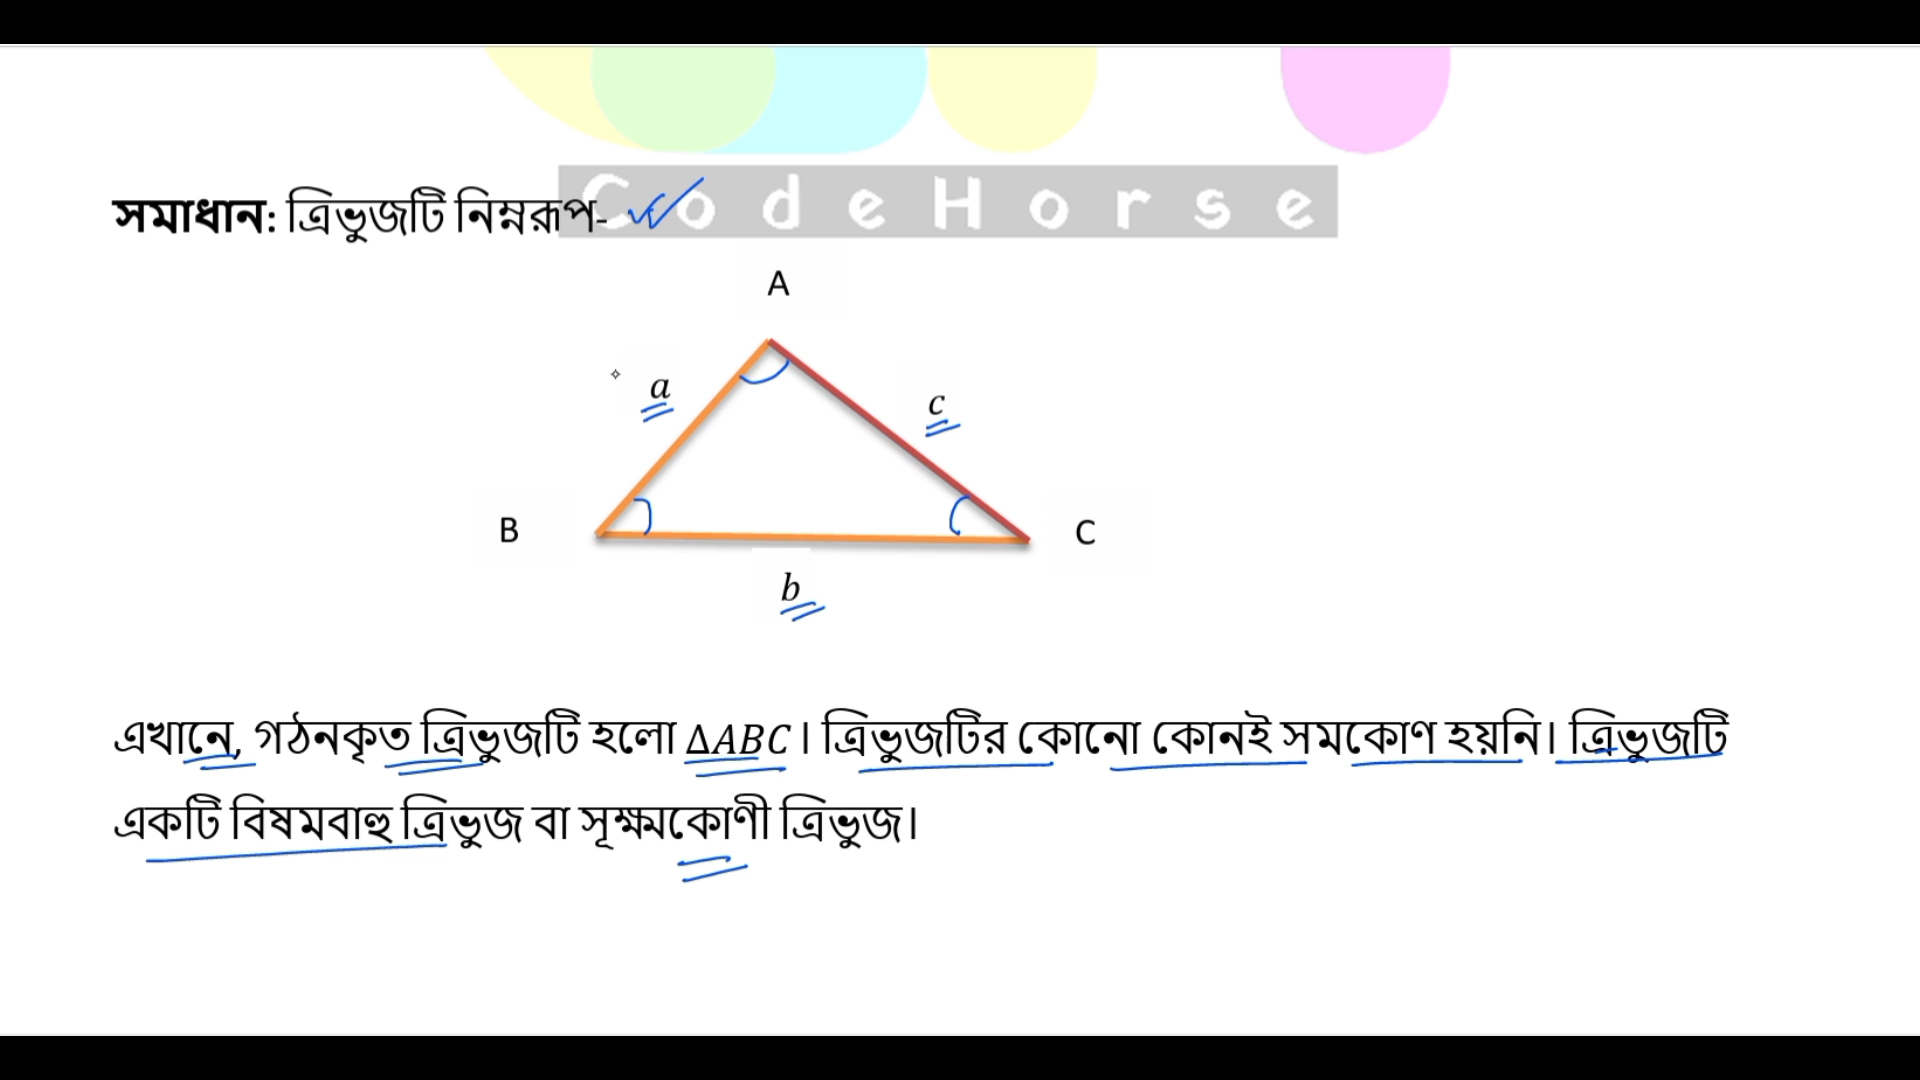 CodeHorse
সমাধান: ত্রিভুজটি নিম্নরূপ-
A
a
c
B
C
b
এখানে, গঠনকৃত ত্রিভুজটি হলো ΔABC। ত্রিভুজটির কোনো কোনই সমকোণ হয়নি। ত্রিভুজটি
একটি বিষমবাহু ত্রিভুজ বা সূক্ষ্মকোণী ত্রিভুজ।